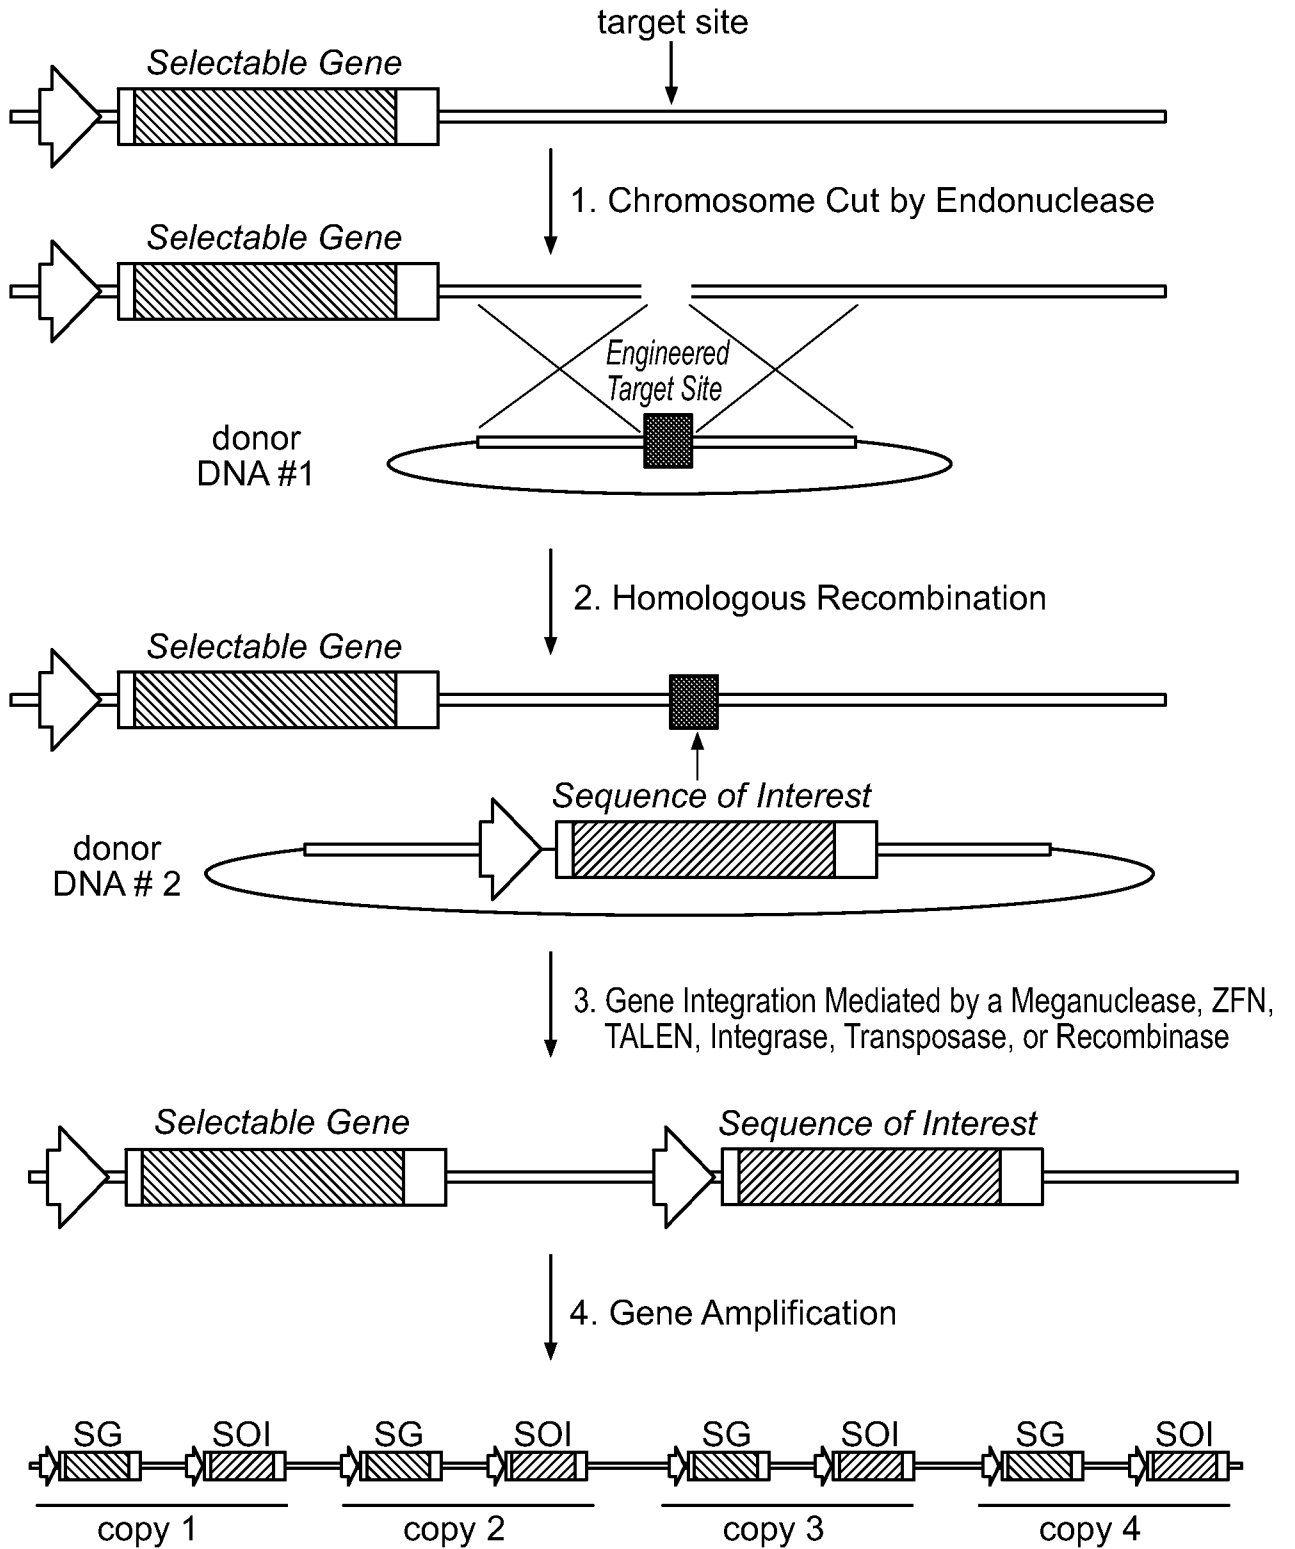 target site
Selectable Gene
1. Chromosome Cut by Endonuclease
Selectable Gene
Engineered
Target Site
donor
DNA #1
2. Homologous Recombination
Selectable Gene
Sequence of Interest
donor
DNA # 2
3. Gene Integration Mediated by a Meganuclease, ZFN,
TALEN, Integrase, Transposase, or Recombinase
Selectable Gene
Sequence of Interest
4. Gene Amplification
SG SOI SG SOI SG SOI SG SOI
copy 1 copy 2 copy 3 copy 4